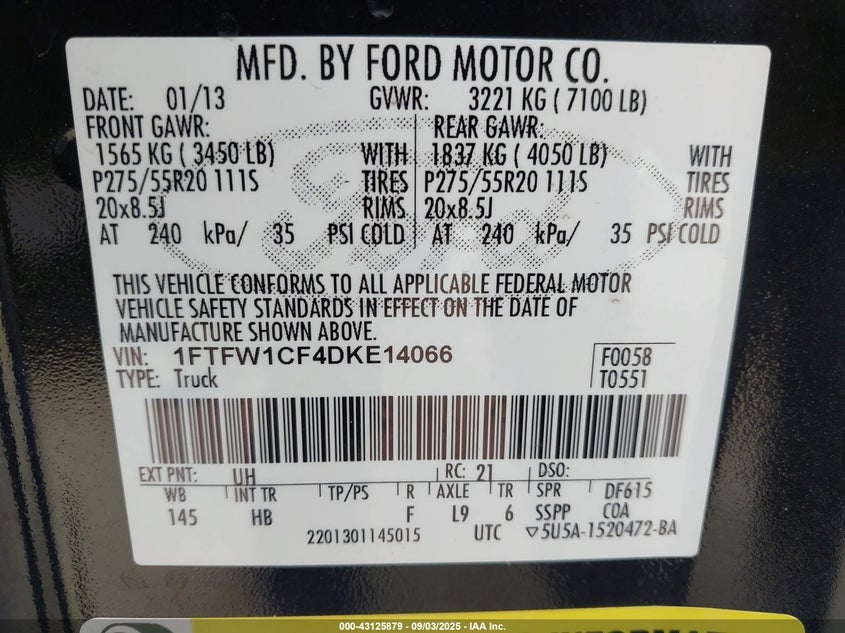 MFD. BY FORD MOTOR CO.
DATE: 01/13 GVWR: 3221 KG ( 7100 LB)
FRONT GAWR: REAR GAWR:
1565 KG ( 3450 LB) WITH 1837 KG ( 4050 LB) WITH
P275/55R20 111S TIRES P275/55R20 111S TIRES
20x8.5J RIMS 20x8.5J RIMS
AT 240 kPa/ 35 PSI COLD AT 240 kPa/ 35 PSI COLD
Ford
THIS VEHICLE CONFORMS TO ALL APPLICABLE FEDERAL MOTOR
VEHICLE SAFETY STANDARDS IN EFFECT ON THE DATE OF
MANUFACTURE SHOWN ABOVE.
VIN: 1FTFW1CF4DKE14066 F0058
TYPE: Truck T0551
EXT PNT: UH RC: 21 DSO:
WB INT TR TP/PS R AXLE TR SPR DF615
145 HB F L9 6 SSPP COA
2201301145015 UTC ▽5U5A-1520472-BA
000-43125879 - 09/03/2025 - IAA Inc.